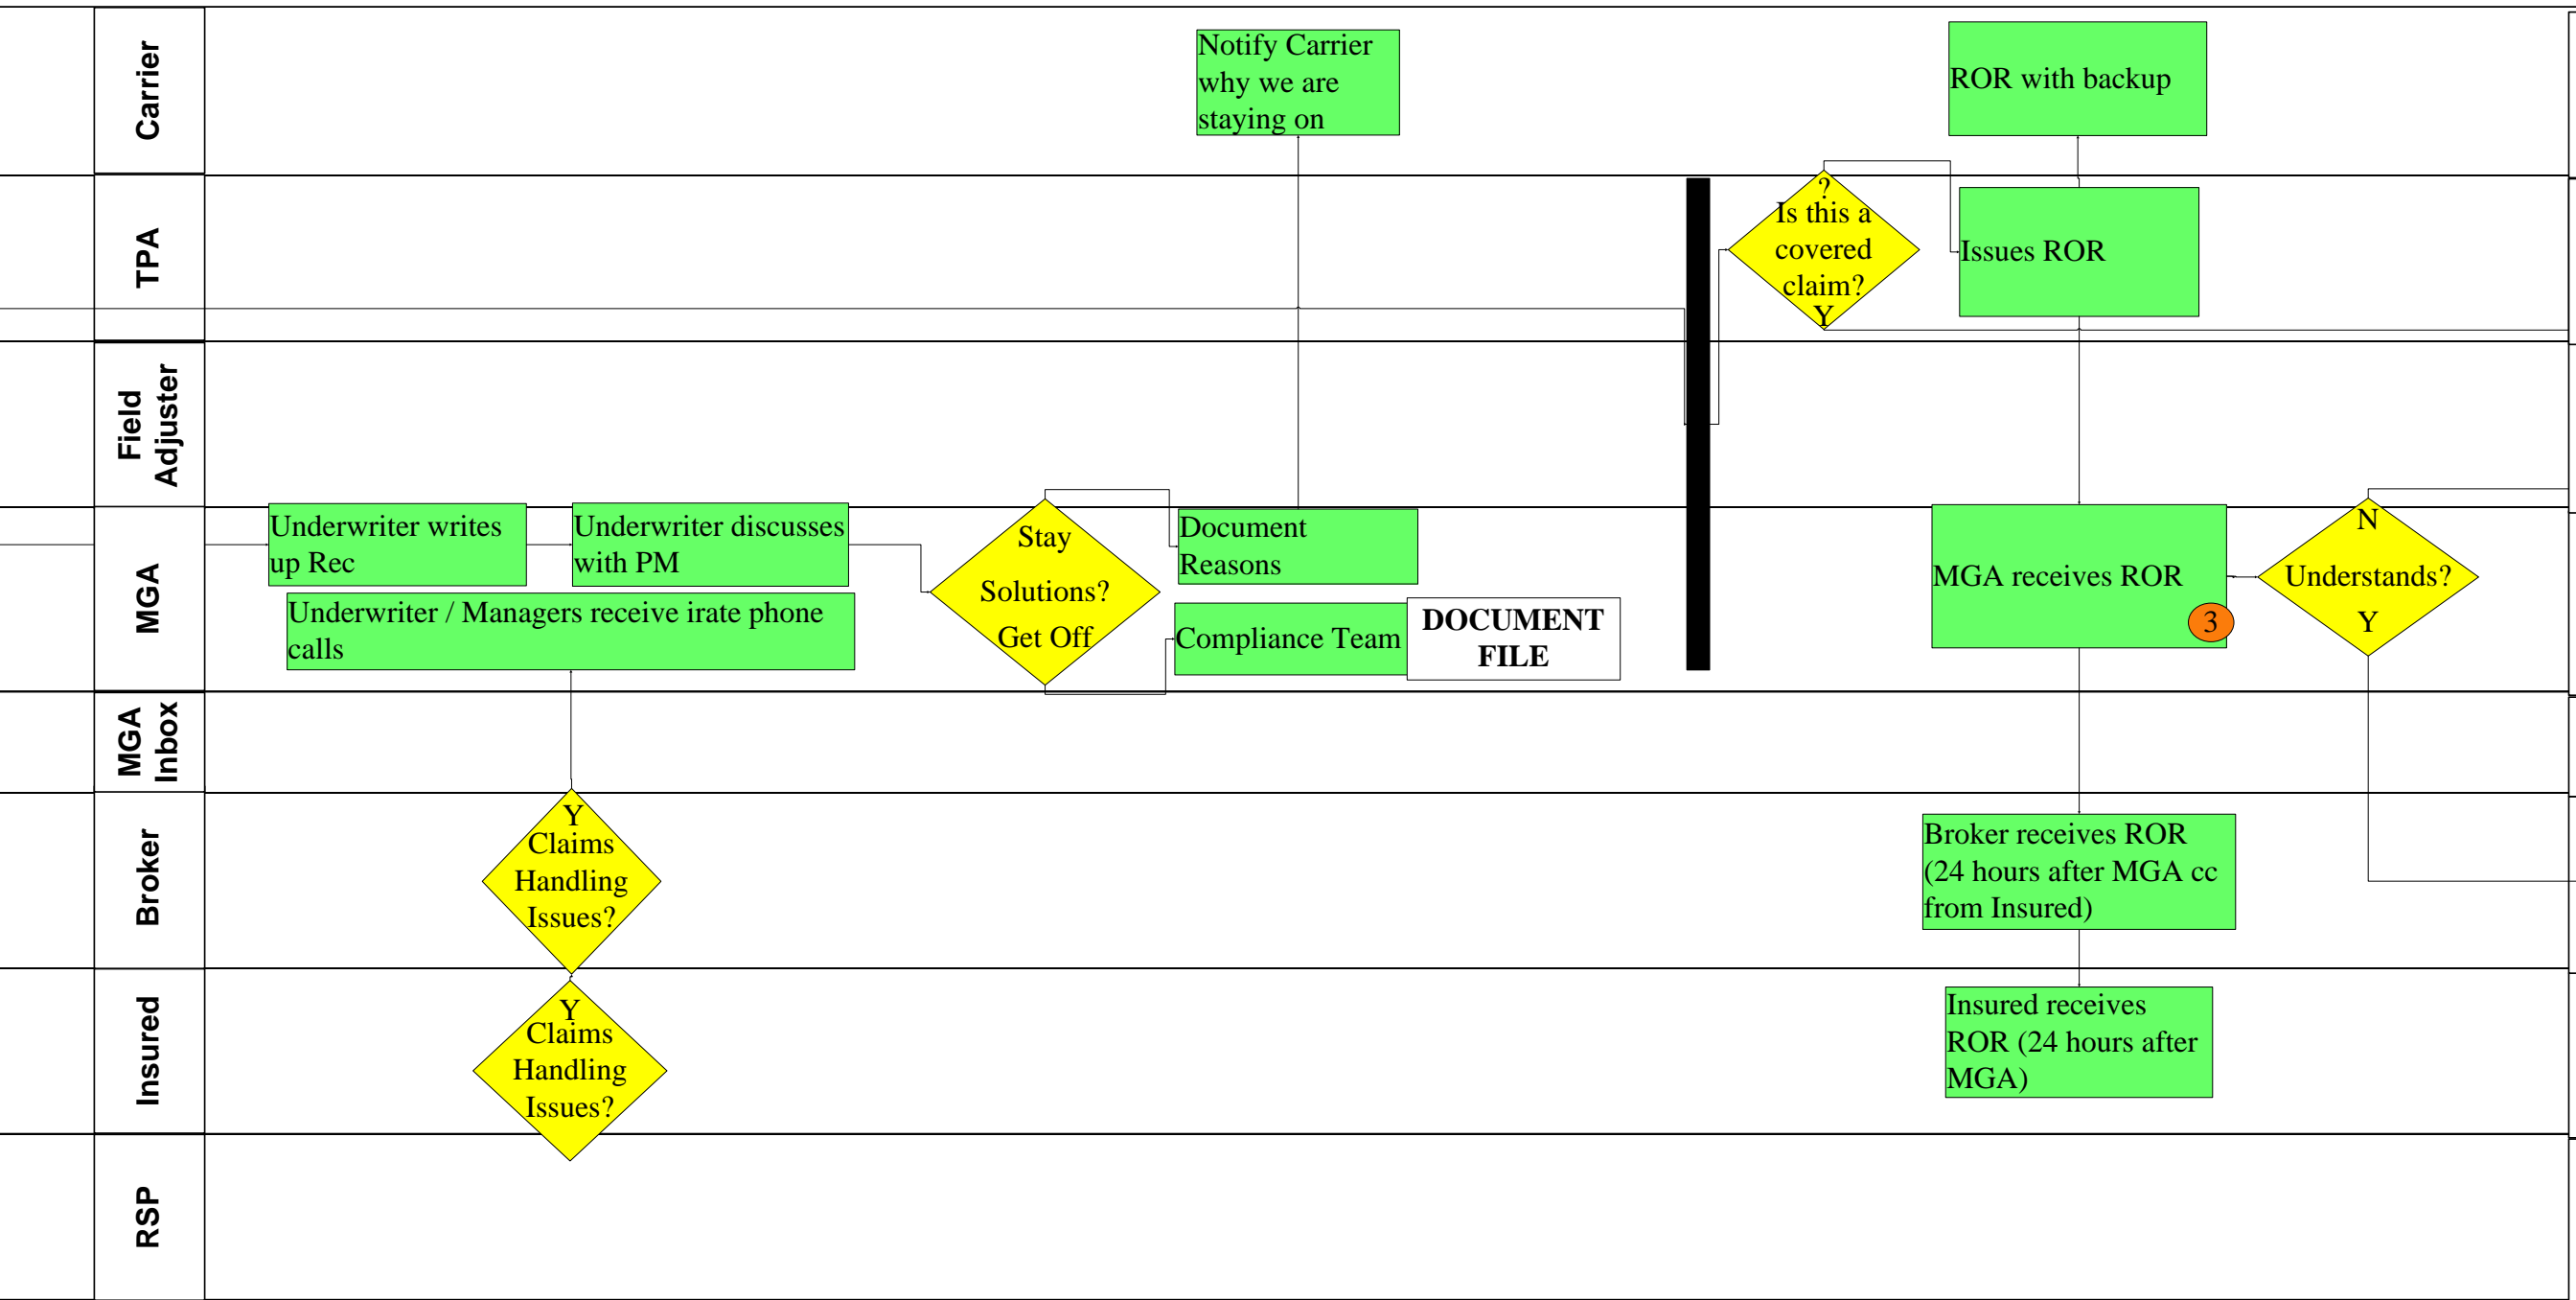 Carrier
Notify Carrier
why we are
staying on
ROR with backup
TPA
?
Is this a
covered
claim?
Y
Issues ROR
Field
Adjuster
MGA
Underwriter writes
up Rec
Underwriter discusses
with PM
Underwriter / Managers receive irate phone
calls
Stay
Solutions?
Get Off
Document
Reasons
Compliance Team
DOCUMENT
FILE
MGA receives ROR
3
N
Understands?
Y
MGA
Inbox
Broker
Y
Claims
Handling
Issues?
Broker receives ROR
(24 hours after MGA cc
from Insured)
Insured
Y
Claims
Handling
Issues?
Insured receives
ROR (24 hours after
MGA)
RSP